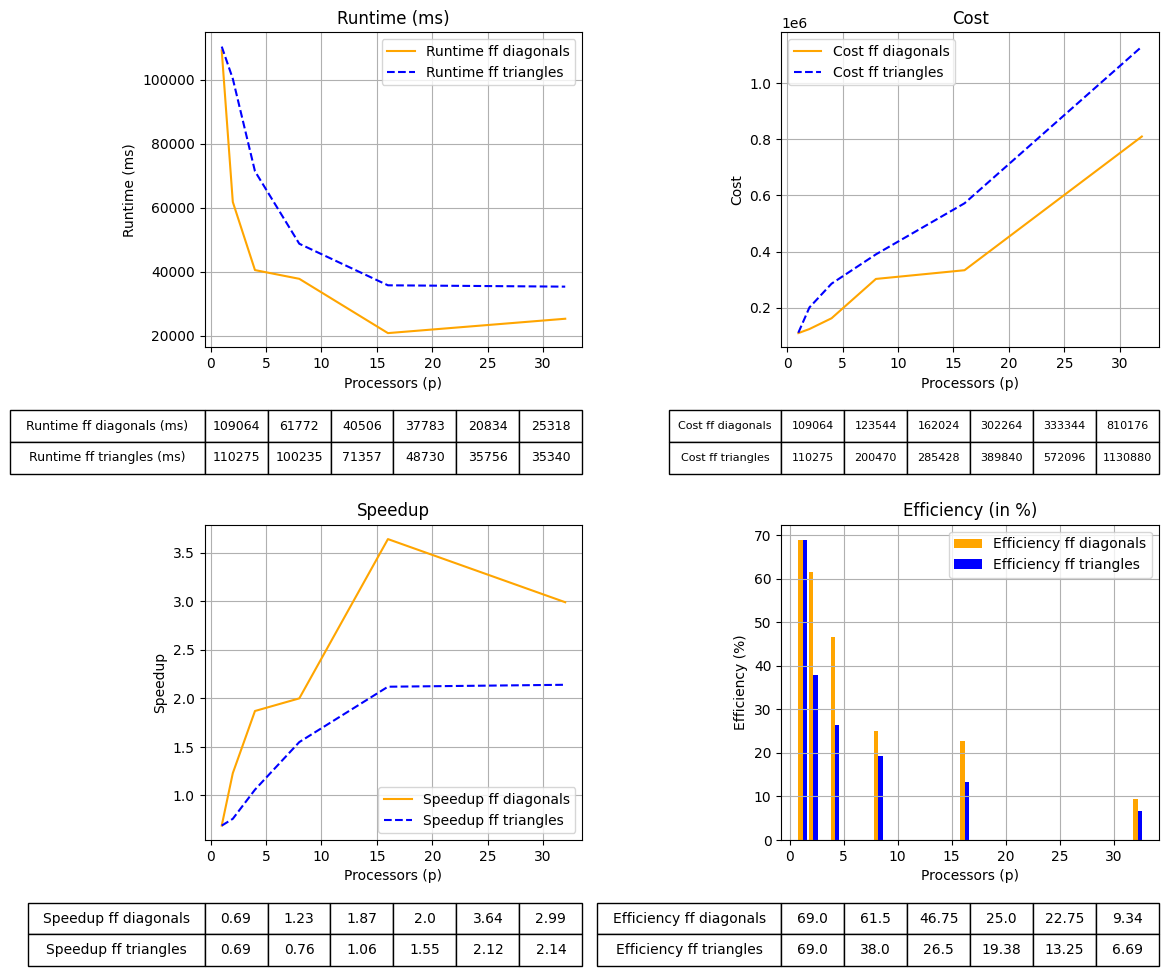 Runtime (ms)
Runtime ff diagonals
Runtime ff triangles
100000
80000
60000
40000
20000
Runtime (ms)
0 5 10 15 20 25 30
Processors (p)
Runtime ff diagonals (ms) 109064 61772 40506 37783 20834 25318
Runtime ff triangles (ms) 110275 100235 71357 48730 35756 35340
Cost
1e6
Cost ff diagonals
Cost ff triangles
1.0
0.8
0.6
0.4
0.2
Cost
0 5 10 15 20 25 30
Processors (p)
Cost ff diagonals 109064 123544 162024 302264 333344 810176
Cost ff triangles 110275 200470 285428 389840 572096 1130880
Speedup
3.5
3.0
2.5
2.0
1.5
1.0
Speedup
Speedup ff diagonals
Speedup ff triangles
0 5 10 15 20 25 30
Processors (p)
Speedup ff diagonals 0.69 1.23 1.87 2.0 3.64 2.99
Speedup ff triangles 0.69 0.76 1.06 1.55 2.12 2.14
Efficiency (in %)
Efficiency ff diagonals
Efficiency ff triangles
70
60
50
40
30
20
10
0
Efficiency (%)
0 5 10 15 20 25 30
Processors (p)
Efficiency ff diagonals 69.0 61.5 46.75 25.0 22.75 9.34
Efficiency ff triangles 69.0 38.0 26.5 19.38 13.25 6.69